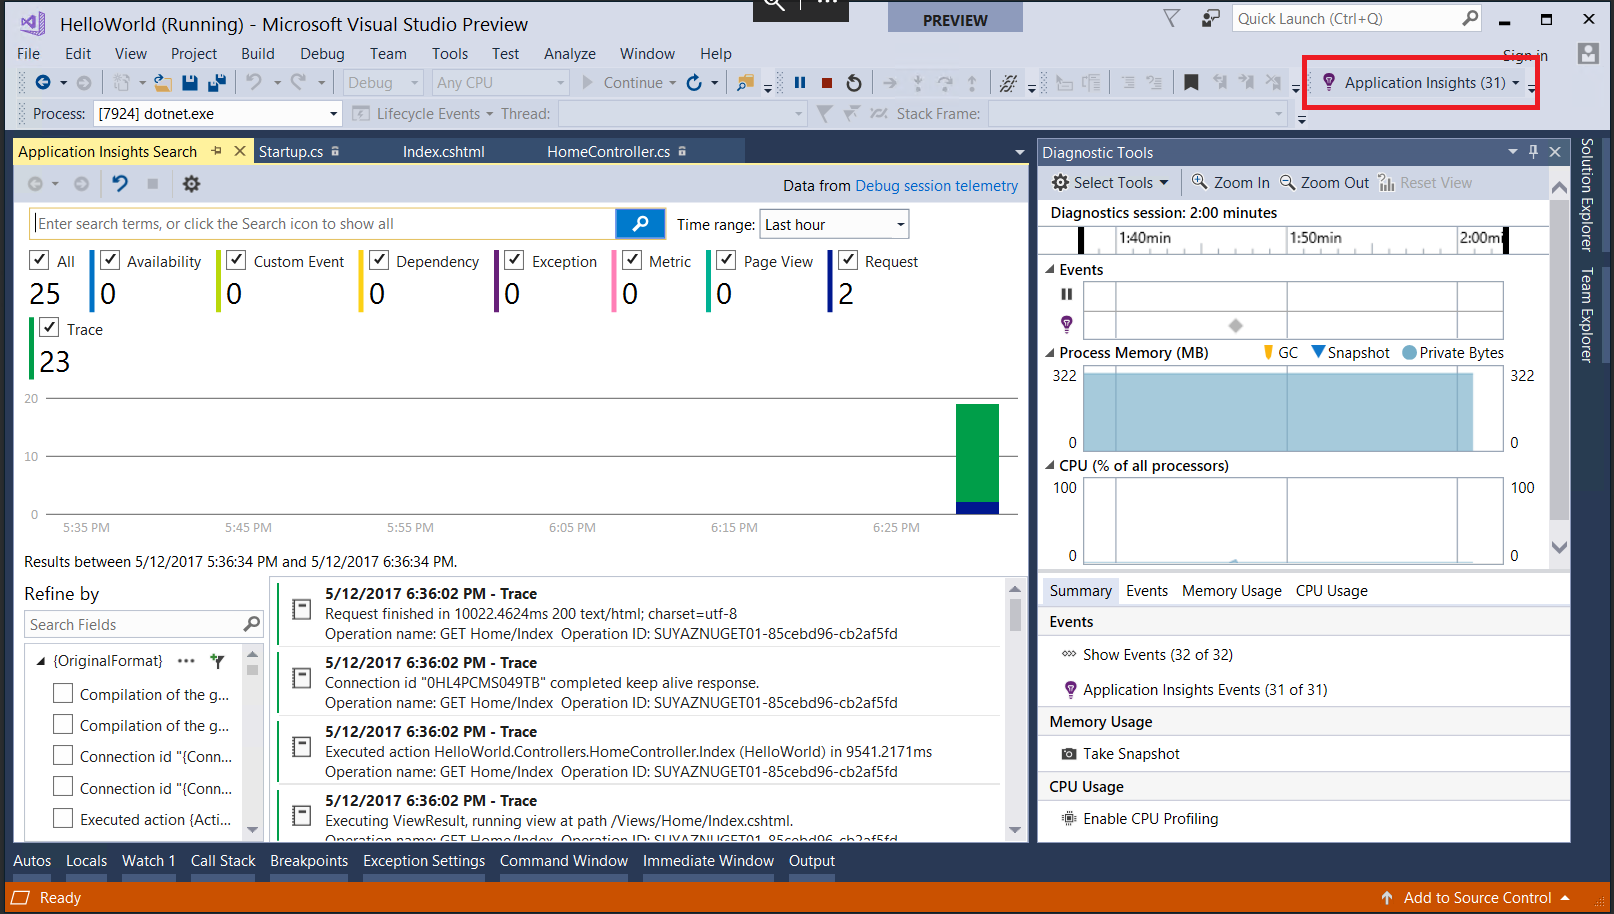 HelloWorld (Running) - Microsoft Visual Studio Preview
PREVIEW
Quick Launch (Ctrl+Q)
File Edit View Project Build Debug Team Tools Test Analyze Window Help
Sign in
Debug Any CPU Continue
Application Insights (31)
Process: [7924] dotnet.exe Lifecycle Events Thread: Stack Frame:
Application Insights Search Startup.cs Index.cshtml HomeController.cs
Data from Debug session telemetry
Enter search terms, or click the Search icon to show all
Time range: Last hour
All Availability Custom Event Dependency Exception Metric Page View Request
25 0 0 0 0 0 0 2
Trace
23
20
10
0
5:35 PM 5:45 PM 5:55 PM 6:05 PM 6:15 PM 6:25 PM
Results between 5/12/2017 5:36:34 PM and 5/12/2017 6:36:34 PM.
Refine by
Search Fields
{OriginalFormat}
Compilation of the g...
Compilation of the g...
Connection id "{Conn...
Connection id "{Conn...
Executed action {Acti...
5/12/2017 6:36:02 PM - Trace
Request finished in 10022.4624ms 200 text/html; charset=utf-8
Operation name: GET Home/Index Operation ID: SUYAZNUGET01-85cebd96-cb2af5fd
5/12/2017 6:36:02 PM - Trace
Connection id "0HL4PCMS049TB" completed keep alive response.
Operation name: GET Home/Index Operation ID: SUYAZNUGET01-85cebd96-cb2af5fd
5/12/2017 6:36:02 PM - Trace
Executed action HelloWorld.Controllers.HomeController.Index (HelloWorld) in 9541.2171ms
Operation name: GET Home/Index Operation ID: SUYAZNUGET01-85cebd96-cb2af5fd
5/12/2017 6:36:02 PM - Trace
Executing ViewResult, running view at path /Views/Home/Index.cshtml.
Operation name: GET Home/Index Operation ID: SUYAZNUGET01-85cebd96-cb2af5fd
Diagnostic Tools
Select Tools Zoom In Zoom Out Reset View
Diagnostics session: 2:00 minutes
1:40min 1:50min 2:00mi
Events
Process Memory (MB) GC Snapshot Private Bytes
322 322
0 0
CPU (% of all processors)
100 100
0 0
Summary Events Memory Usage CPU Usage
Events
Show Events (32 of 32)
Application Insights Events (31 of 31)
Memory Usage
Take Snapshot
CPU Usage
Enable CPU Profiling
Solution Explorer
Team Explorer
Autos Locals Watch 1 Call Stack Breakpoints Exception Settings Command Window Immediate Window Output
Ready
Add to Source Control